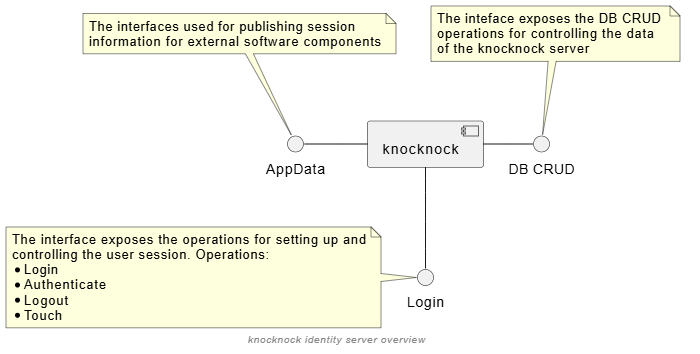 The interfaces used for publishing session
information for external software components
The inteface exposes the DB CRUD
operations for controlling the data
of the knocknock server
knocknock
AppData
DB CRUD
The interface exposes the operations for setting up and
controlling the user session. Operations:
• Login
• Authenticate
• Logout
• Touch
Login
knocknock identity server overview